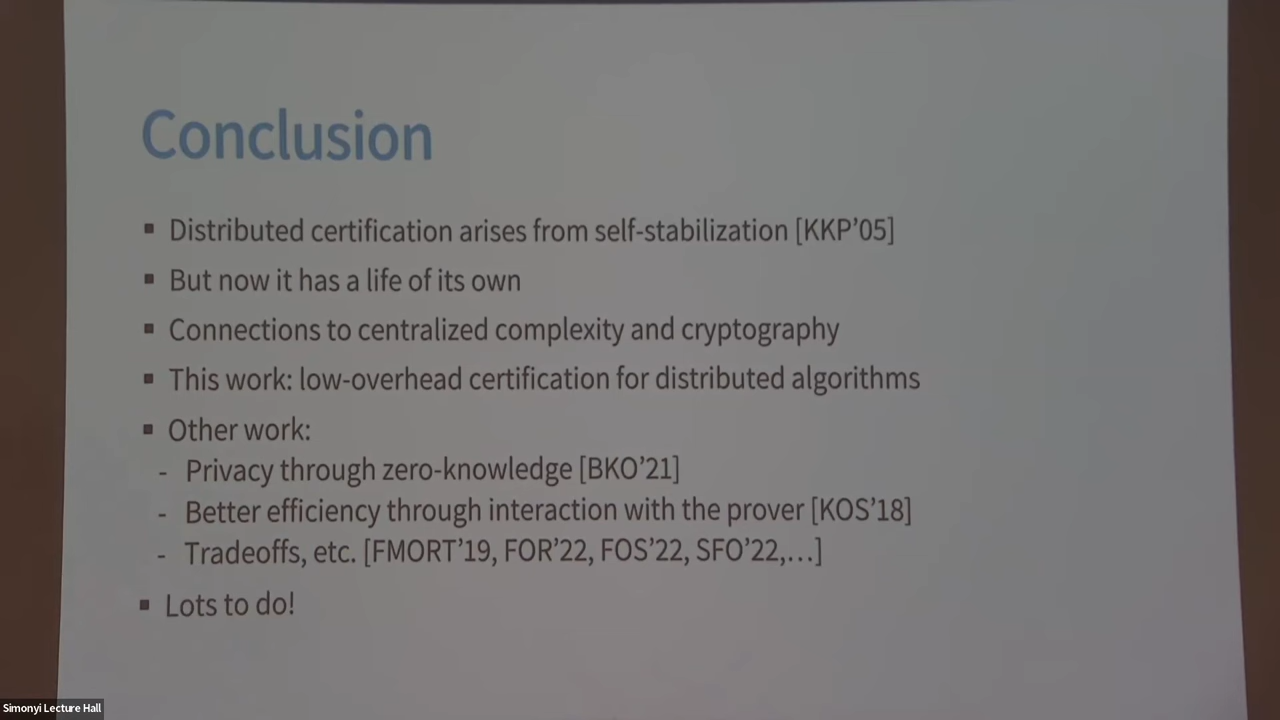 Conclusion
▪ Distributed certification arises from self-stabilization [KKP’05]
▪ But now it has a life of its own
▪ Connections to centralized complexity and cryptography
▪ This work: low-overhead certification for distributed algorithms
▪ Other work:
- Privacy through zero-knowledge [BKO’21]
- Better efficiency through interaction with the prover [KOS’18]
- Tradeoffs, etc. [FMORT’19, FOR’22, FOS’22, SFO’22,…]
▪ Lots to do!
Simonyi Lecture Hall